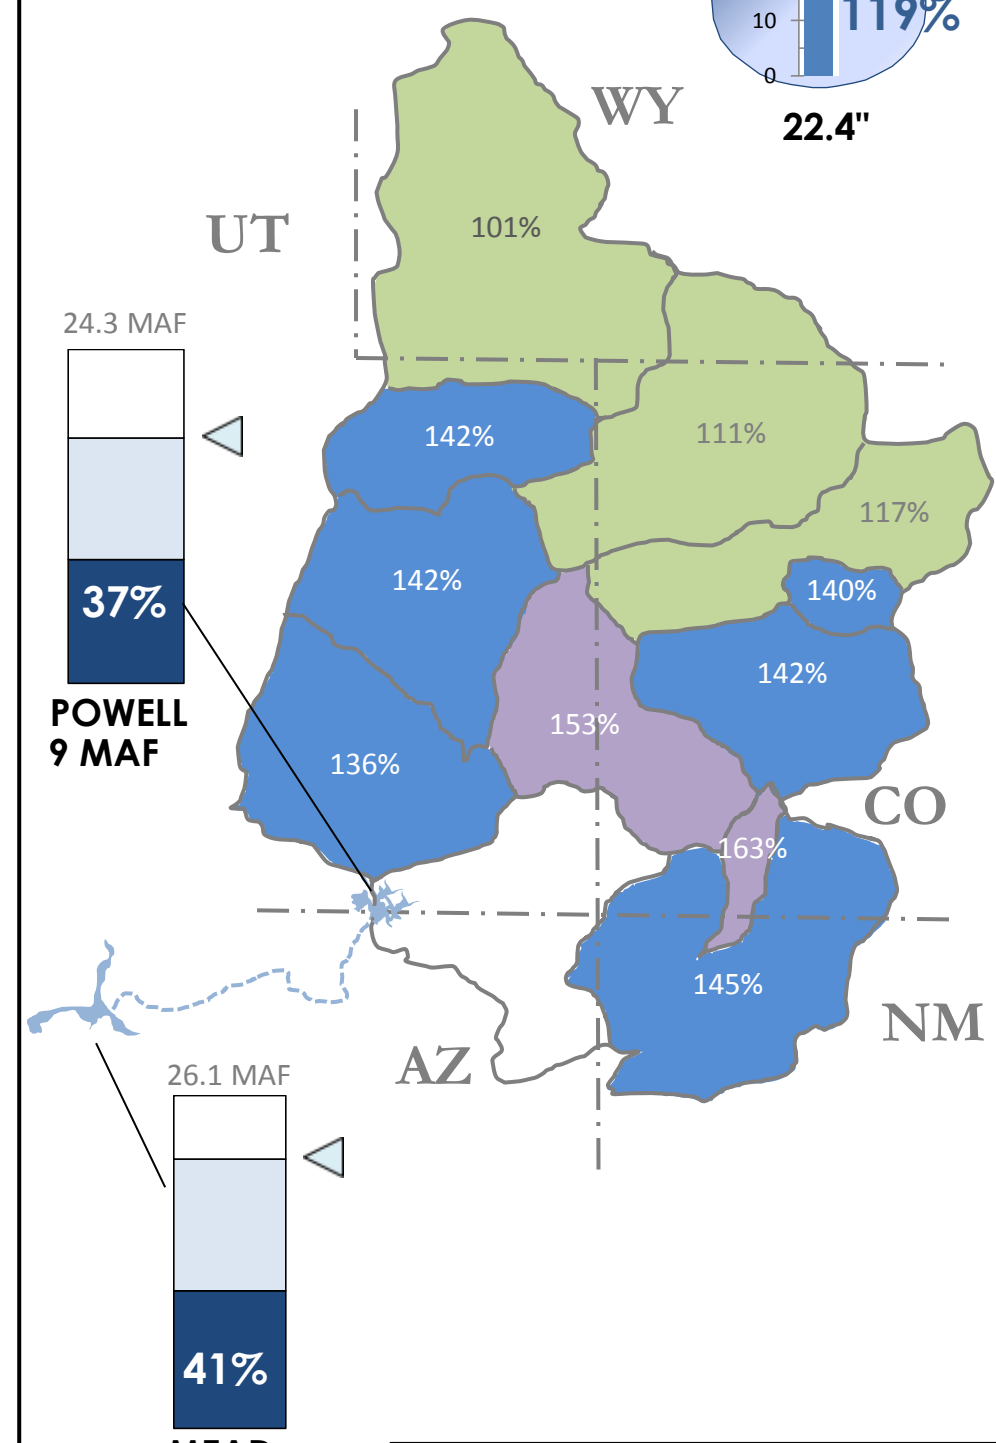 10
119%
0
22.4"
WY
UT
101%
24.3 MAF
142%
111%
117%
37%
142%
140%
142%
POWELL
9 MAF
153%
136%
CO
163%
145%
NM
AZ
26.1 MAF
41%
MEAD